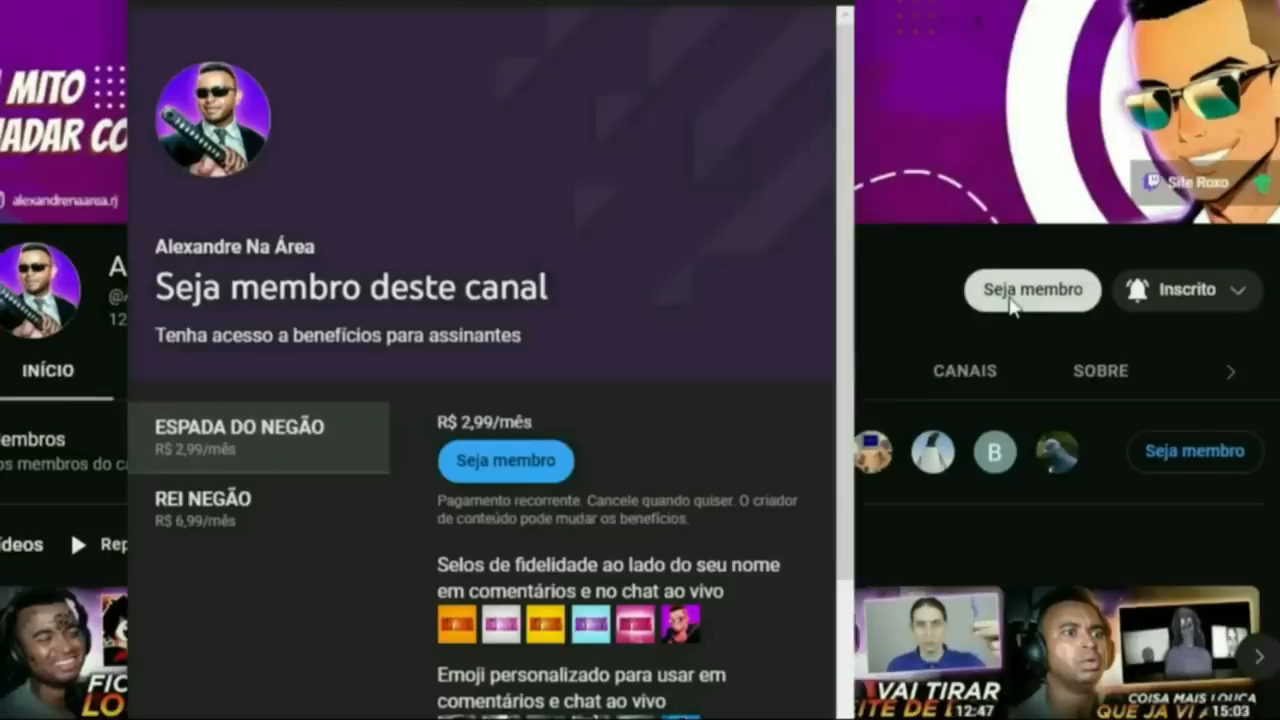 MITO
alexandrenaarea.rj
Site Roxo
Alexandre Na Área
Seja membro deste canal
Tenha acesso a benefícios para assinantes
A
Seja membro
Inscrito
12
INÍCIO
CANAIS
SOBRE
ESPADA DO NEGÃO
R$ 2,99/mês
REI NEGÃO
R$ 6,99/mês
R$ 2,99/mês
Seja membro
Pagamento recorrente. Cancele quando quiser. O criador
de conteúdo pode mudar os benefícios.
Selos de fidelidade ao lado do seu nome
em comentários e no chat ao vivo
Emoji personalizado para usar em
comentários e chat ao vivo
embros
os membros do ca
B
Seja membro
ídeos
Rep
FIC
LO
VAI TIRAR
ITE DE
12:47
COISA MAIS LOUCA
QUE JÁ VI
15:03